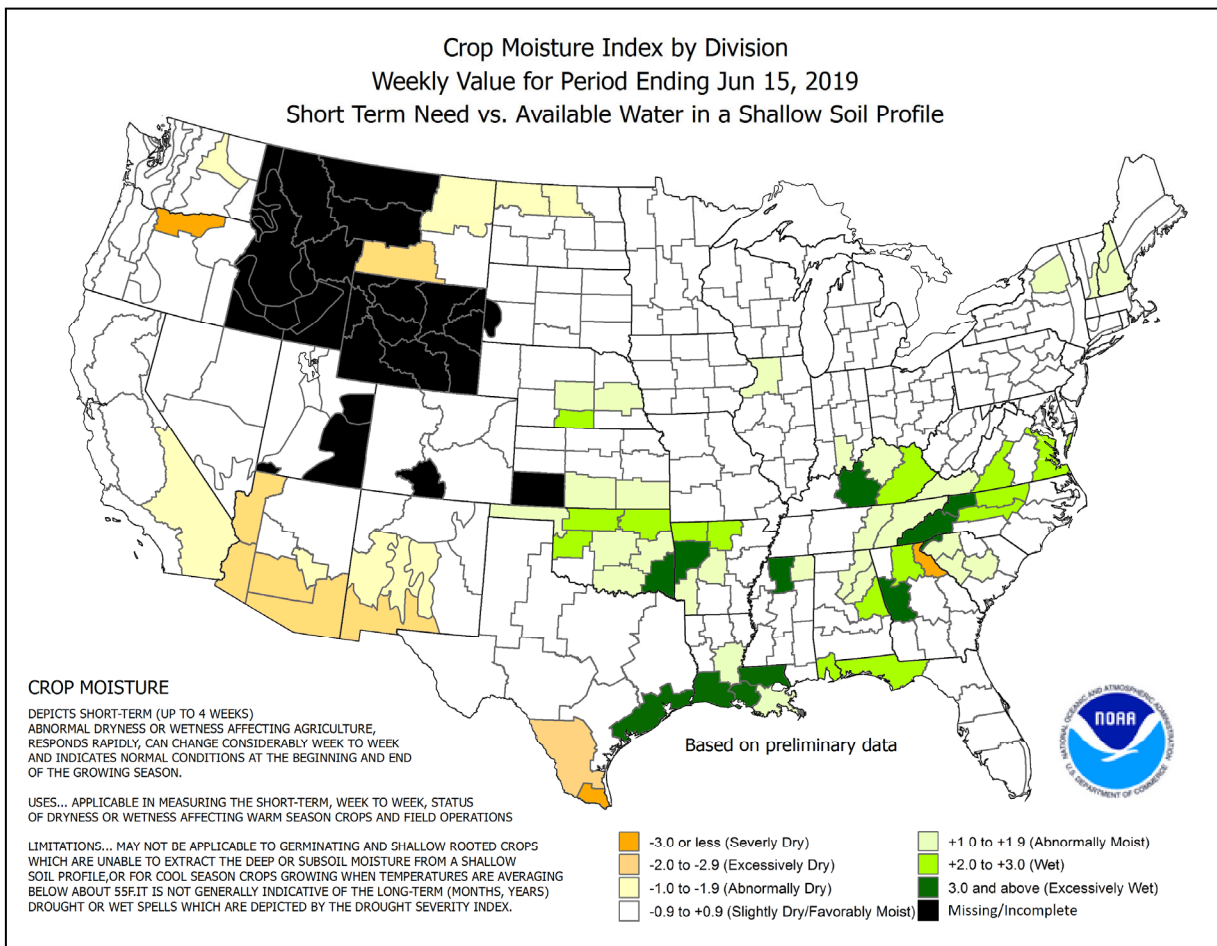 Crop Moisture Index by Division
Weekly Value for Period Ending Jun 15, 2019
Short Term Need vs. Available Water in a Shallow Soil Profile
CROP MOISTURE
DEPICTS SHORT-TERM (UP TO 4 WEEKS)
ABNORMAL DRYNESS OR WETNESS AFFECTING AGRICULTURE,
RESPONDS RAPIDLY, CAN CHANGE CONSIDERABLY WEEK TO WEEK
AND INDICATES NORMAL CONDITIONS AT THE BEGINNING AND END
OF THE GROWING SEASON.
USES... APPLICABLE IN MEASURING THE SHORT-TERM, WEEK TO WEEK, STATUS
OF DRYNESS OR WETNESS AFFECTING WARM SEASON CROPS AND FIELD OPERATIONS
LIMITATIONS... MAY NOT BE APPLICABLE TO GERMINATING AND SHALLOW ROOTED CROPS
WHICH ARE UNABLE TO EXTRACT THE DEEP OR SUBSOIL MOISTURE FROM A SHALLOW
SOIL PROFILE,OR FOR COOL SEASON CROPS GROWING WHEN TEMPERATURES ARE AVERAGING
BELOW ABOUT 55F.IT IS NOT GENERALLY INDICATIVE OF THE LONG-TERM (MONTHS, YEARS)
DROUGHT OR WET SPELLS WHICH ARE DEPICTED BY THE DROUGHT SEVERITY INDEX.
Based on preliminary data
NATIONAL OCEANIC AND ATMOSPHERIC ADMINISTRATION
NOAA
U.S. DEPARTMENT OF COMMERCE
-3.0 or less (Severly Dry)
-2.0 to -2.9 (Excessively Dry)
-1.0 to -1.9 (Abnormally Dry)
-0.9 to +0.9 (Slightly Dry/Favorably Moist)
+1.0 to +1.9 (Abnormally Moist)
+2.0 to +3.0 (Wet)
3.0 and above (Excessively Wet)
Missing/Incomplete